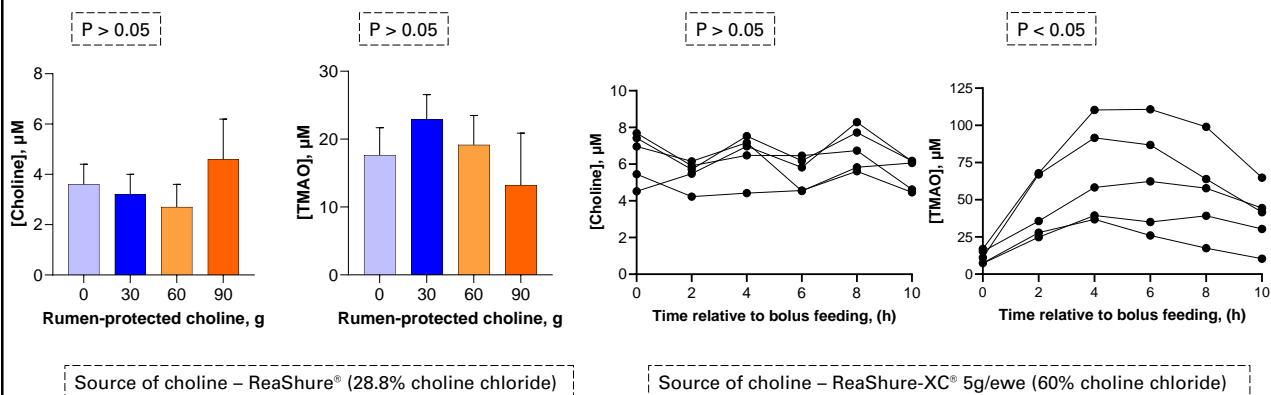 P > 0.05
P > 0.05
P > 0.05
P < 0.05
[Choline], µM
8
6
4
2
0
0 30 60 90
Rumen-protected choline, g
[TMAO], µM
30
20
10
0
0 30 60 90
Rumen-protected choline, g
[Choline], µM
10
8
6
4
2
0
0 2 4 6 8 10
Time relative to bolus feeding, (h)
[TMAO], µM
125
100
75
50
25
0
0 2 4 6 8 10
Time relative to bolus feeding, (h)
Source of choline – ReaShure® (28.8% choline chloride)
Source of choline – ReaShure-XC® 5g/ewe (60% choline chloride)